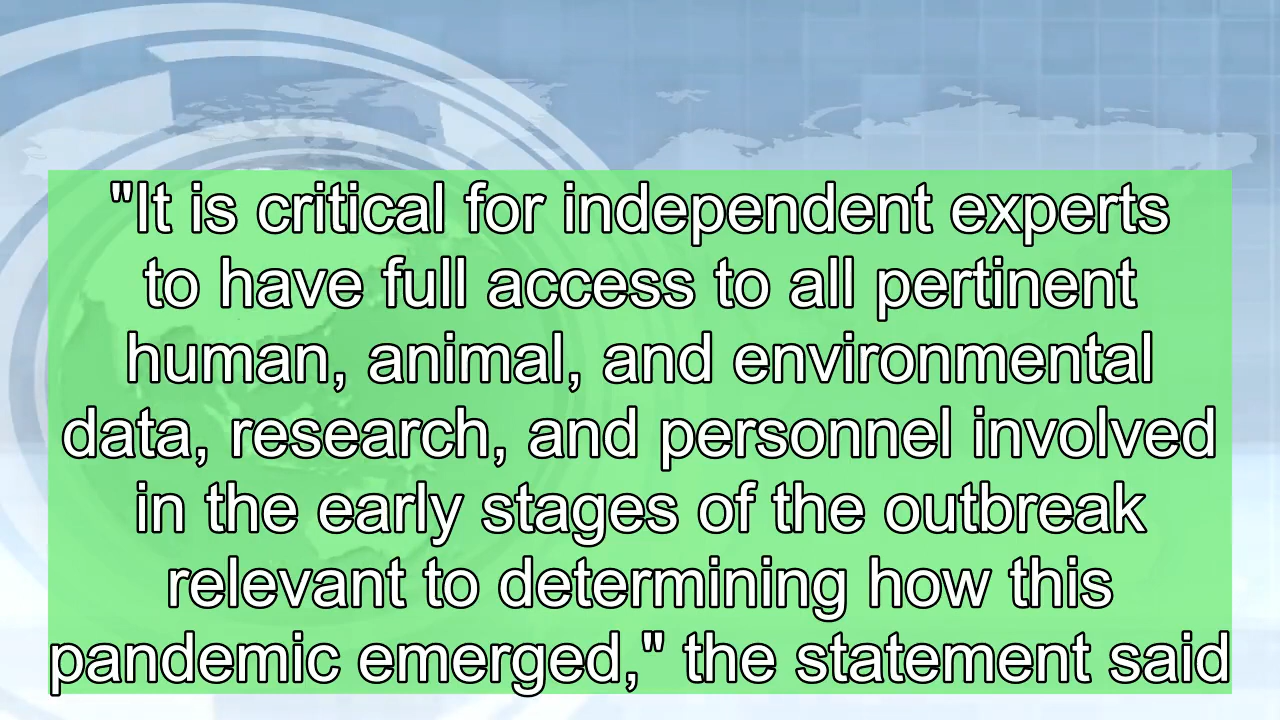 "It is critical for independent experts
to have full access to all pertinent
human, animal, and environmental
data, research, and personnel involved
in the early stages of the outbreak
relevant to determining how this
pandemic emerged," the statement said